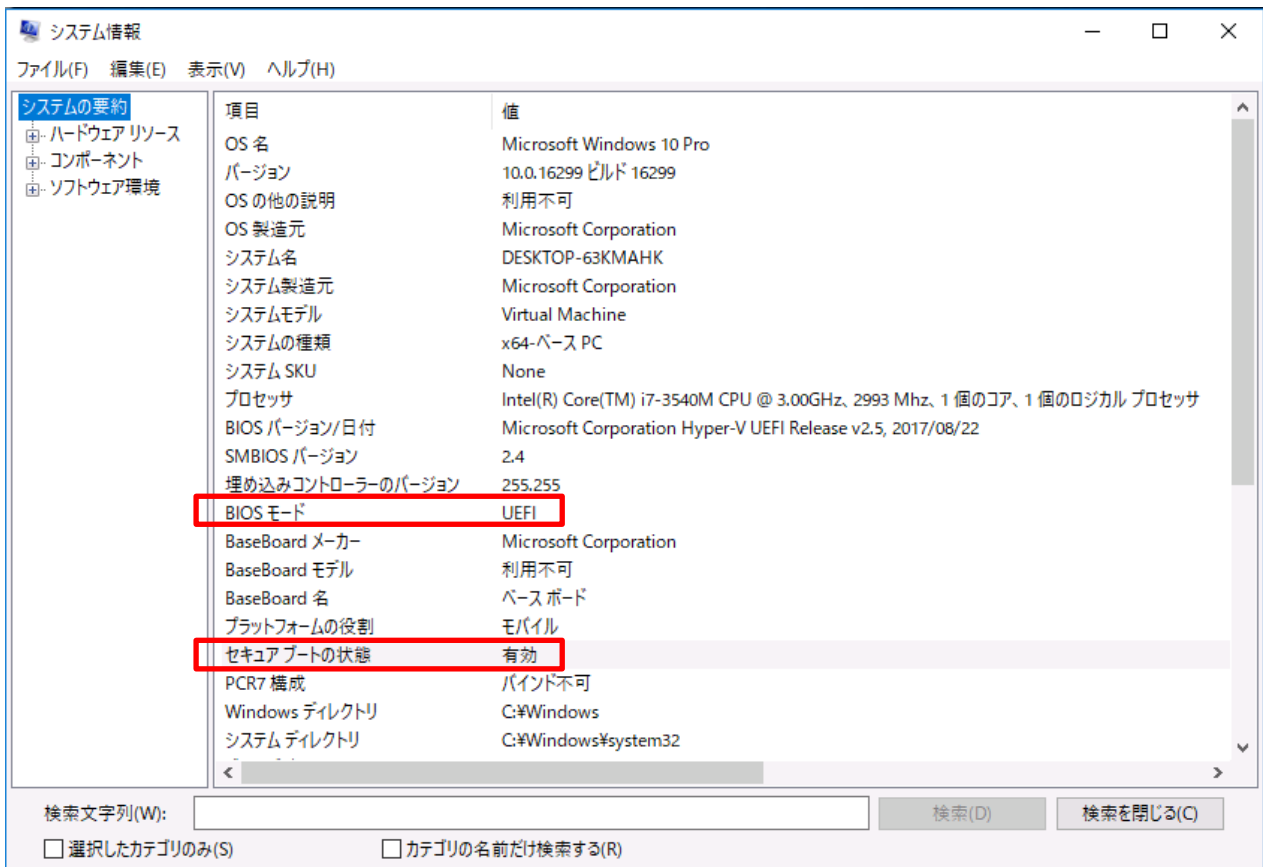 システム情報
ファイル(F) 編集(E) 表示(V) ヘルプ(H)
システムの要約
ハードウェア リソース
コンポーネント
ソフトウェア環境
項目 値
OS 名 Microsoft Windows 10 Pro
バージョン 10.0.16299 ビルド 16299
OS の他の説明 利用不可
OS 製造元 Microsoft Corporation
システム名 DESKTOP-63KMAHK
システム製造元 Microsoft Corporation
システムモデル Virtual Machine
システムの種類 x64-ベース PC
システム SKU None
プロセッサ Intel(R) Core(TM) i7-3540M CPU @ 3.00GHz、2993 Mhz、1 個のコア、1 個のロジカル プロセッサ
BIOS バージョン/日付 Microsoft Corporation Hyper-V UEFI Release v2.5, 2017/08/22
SMBIOS バージョン 2.4
埋め込みコントローラーのバージョン 255.255
BIOS モード UEFI
BaseBoard メーカー Microsoft Corporation
BaseBoard モデル 利用不可
BaseBoard 名 ベース ボード
プラットフォームの役割 モバイル
セキュア ブートの状態 有効
PCR7 構成 バインド不可
Windows ディレクトリ C:¥Windows
システム ディレクトリ C:¥Windows¥system32
検索文字列(W): 検索(D) 検索を閉じる(C)
選択したカテゴリのみ(S) カテゴリの名前だけ検索する(R)